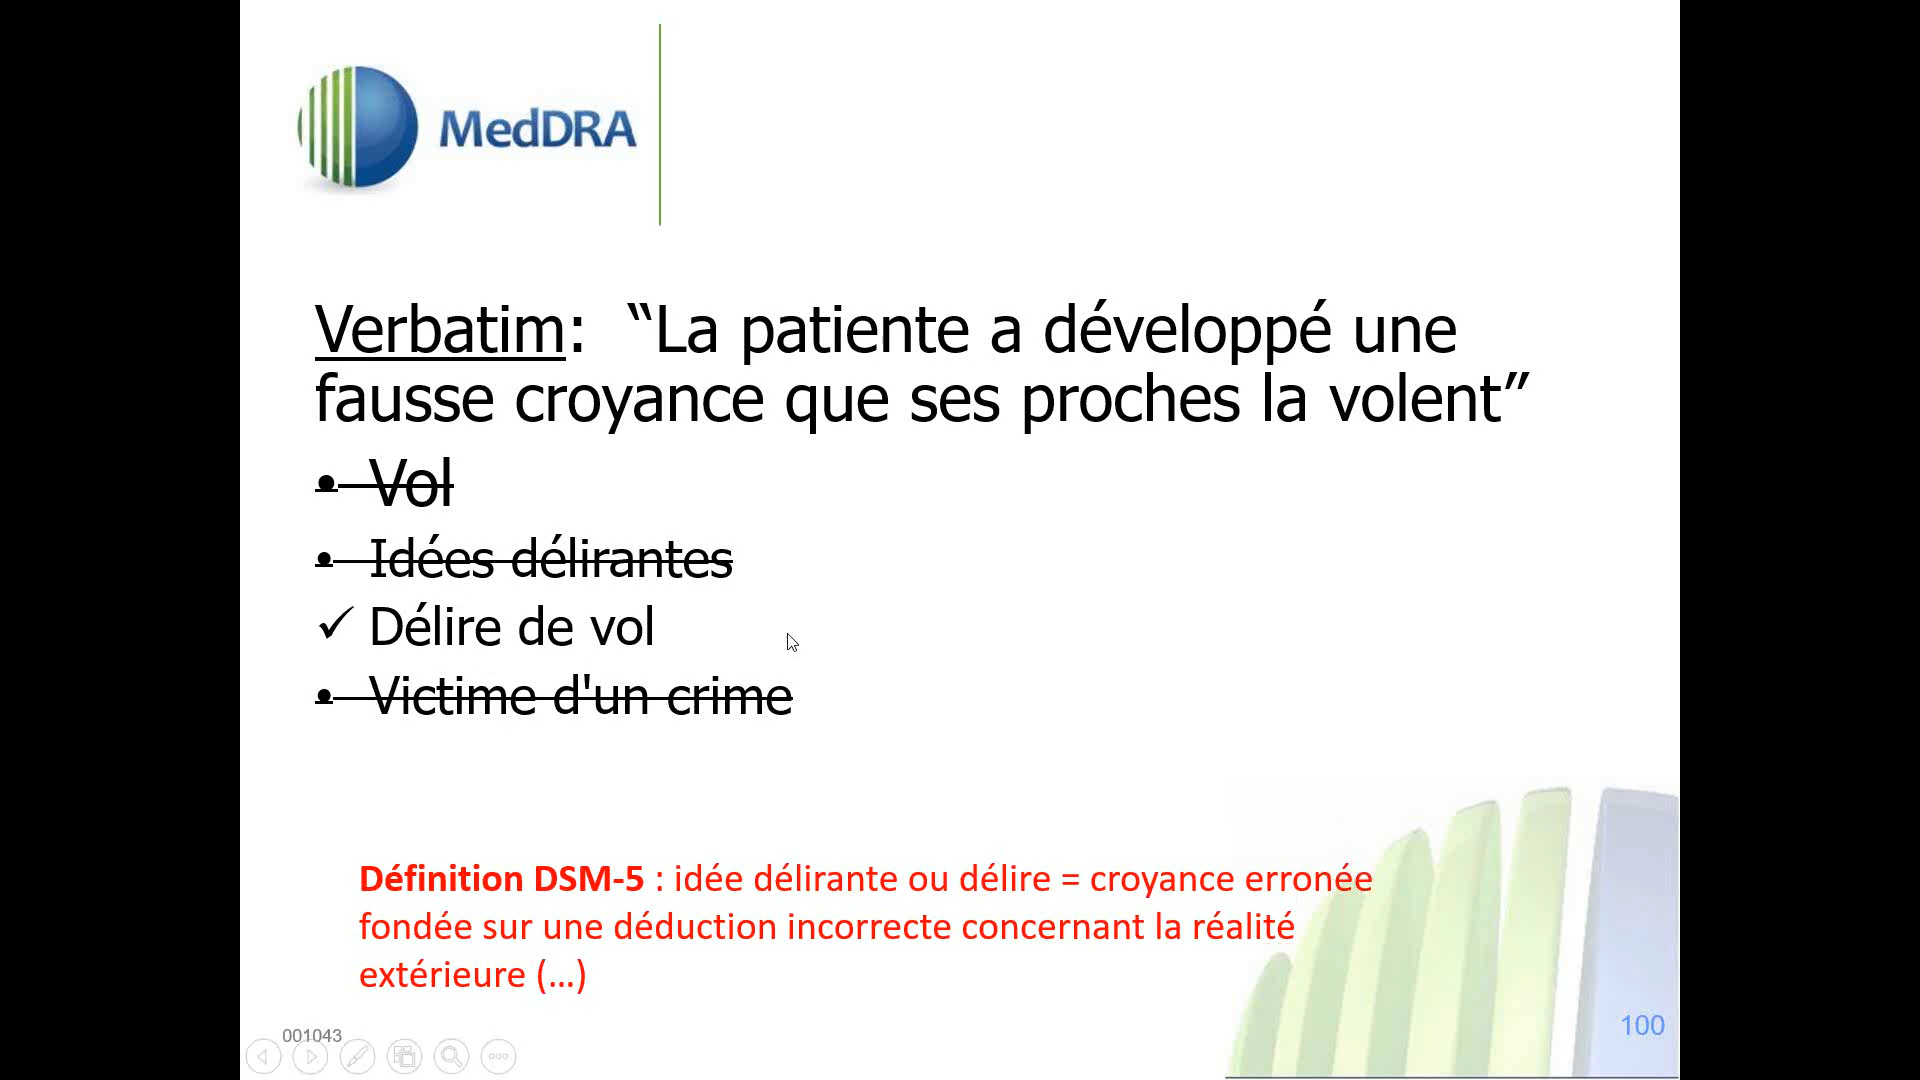 MedDRA
Verbatim: “La patiente a développé une
fausse croyance que ses proches la volent”
• Vol
• Idées délirantes
✓ Délire de vol
• Victime d'un crime
Définition DSM-5 : idée délirante ou délire = croyance erronée
fondée sur une déduction incorrecte concernant la réalité
extérieure (…)
001043
100